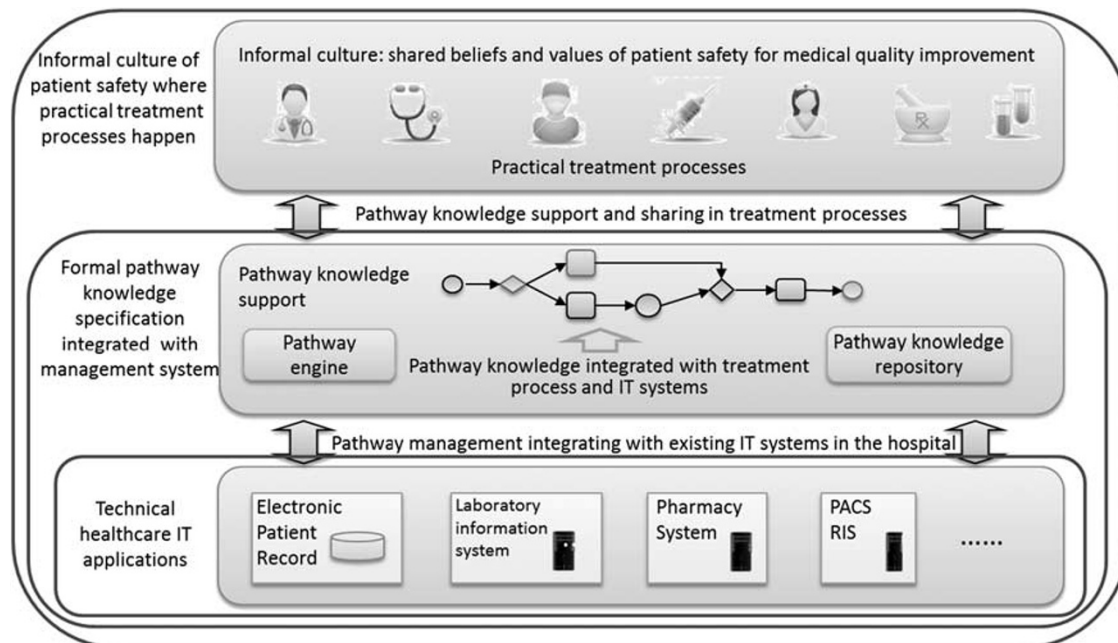 Informal culture of
patient safety where
practical treatment
processes happen
Informal culture: shared beliefs and values of patient safety for medical quality improvement
Rx
Practical treatment processes
Pathway knowledge support and sharing in treatment processes
Formal pathway
knowledge
specification
integrated with
management system
Pathway knowledge
support
Pathway
engine
Pathway knowledge integrated with treatment
process and IT systems
Pathway knowledge
repository
Pathway management integrating with existing IT systems in the hospital
Technical
healthcare IT
applications
Electronic
Patient
Record
Laboratory
information
system
Pharmacy
System
PACS
RIS
......